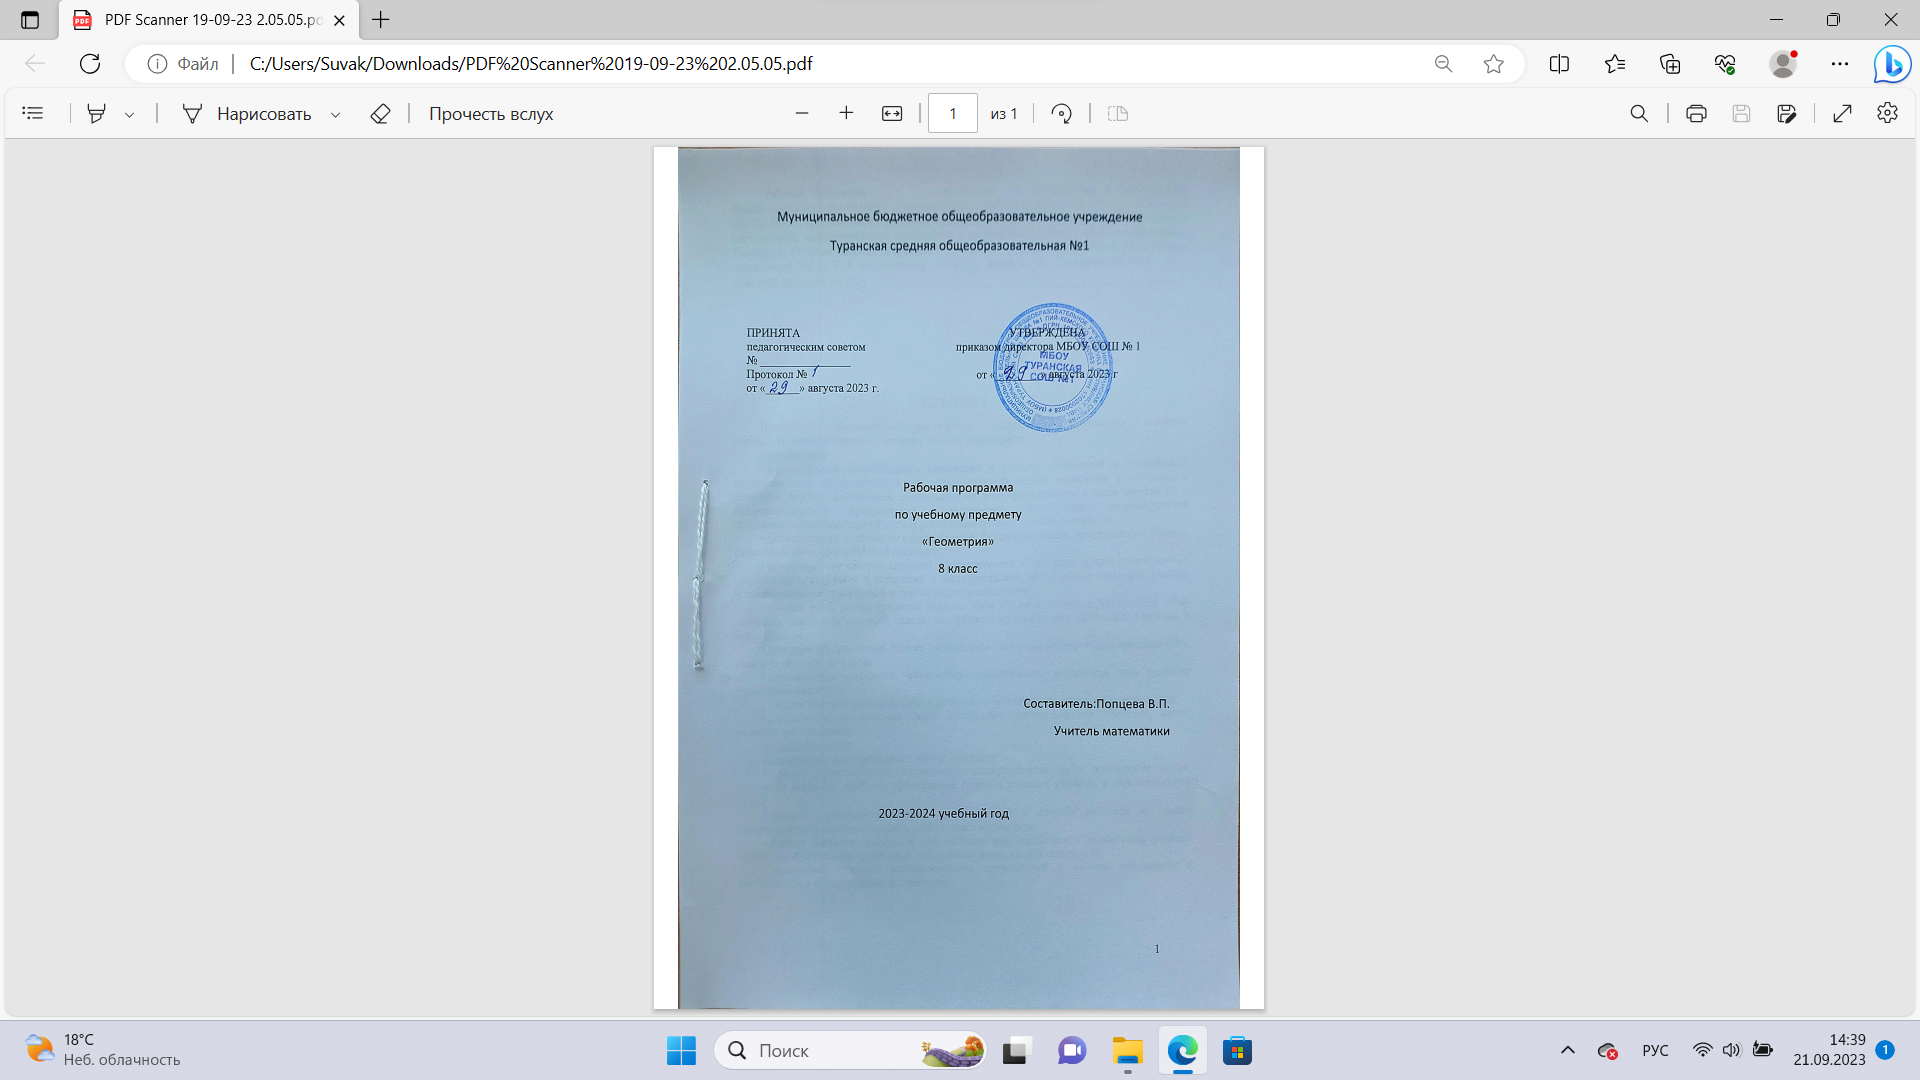 PDF Scanner 19-09-23 2.05.05.pd
Файл
C:/Users/Suvak/Downloads/PDF%20Scanner%2019-09-23%202.05.05.pdf
Нарисовать
Прочесть вслух
1
из 1
Муниципальное бюджетное общеобразовательное учреждение
Туранская средняя общеобразовательная №1
ПРИНЯТА
педагогическим советом
№
Протокол № 1
от « 29 » августа 2023 г.
УТВЕРЖДЕНА
приказом директора МБОУ СОШ № 1
от « 29 » августа 2023 г
МБОУ
ТУРАНСКАЯ
СОШ №1
Рабочая программа
по учебному предмету
«Геометрия»
8 класс
Составитель:Попцева В.П.
Учитель математики
2023-2024 учебный год
1
18°C
Неб. облачность
Поиск
РУС
14:39
21.09.2023
1